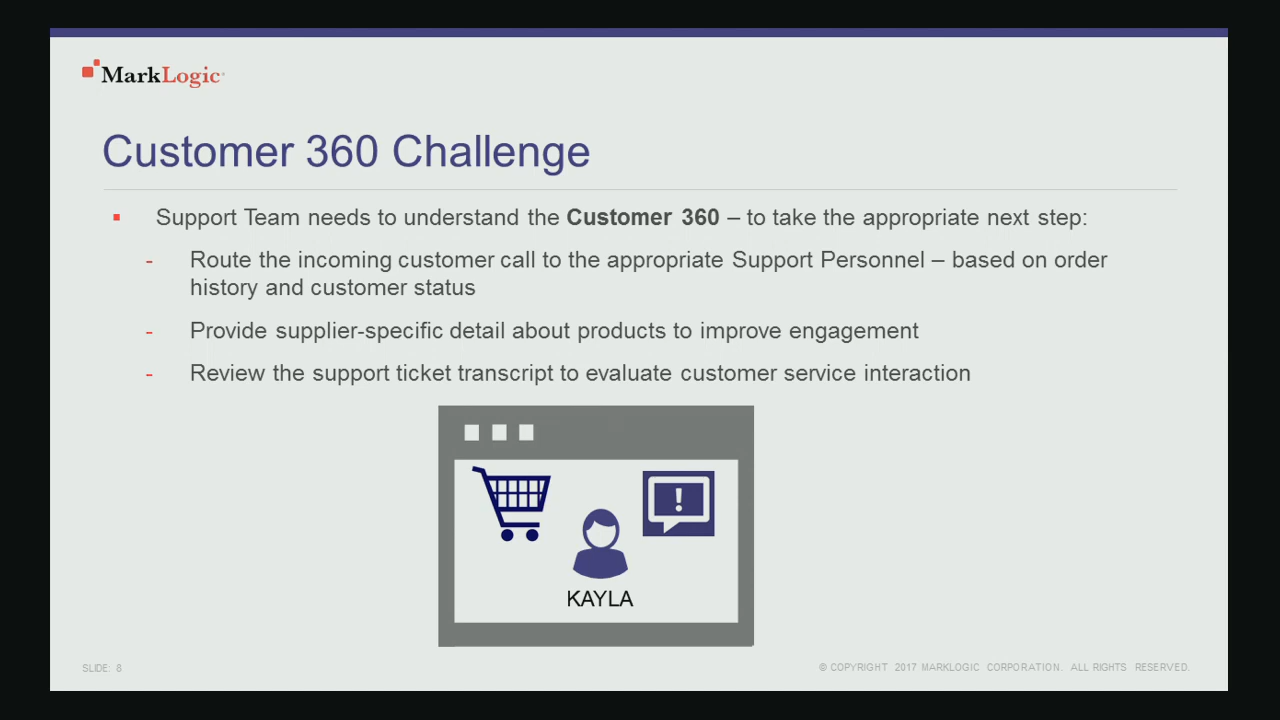 MarkLogic
Customer 360 Challenge
▪ Support Team needs to understand the Customer 360 – to take the appropriate next step:
- Route the incoming customer call to the appropriate Support Personnel – based on order
history and customer status
- Provide supplier-specific detail about products to improve engagement
- Review the support ticket transcript to evaluate customer service interaction
!
KAYLA
SLIDE: 8
© COPYRIGHT 2017 MARKLOGIC CORPORATION. ALL RIGHTS RESERVED.